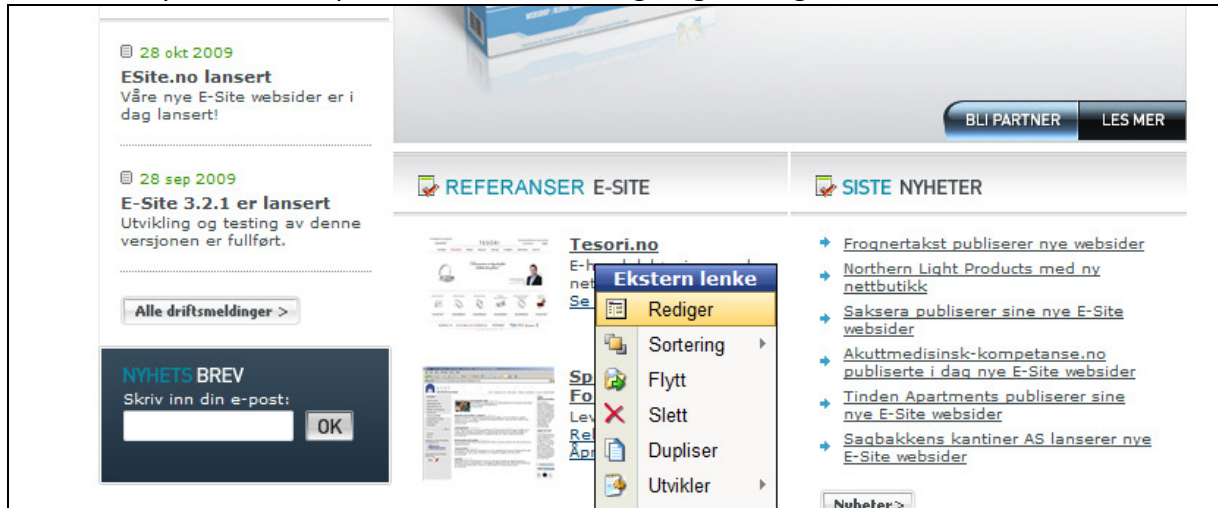 28 okt 2009
ESite.no lansert
Våre nye E-Site websider er i
dag lansert!
28 sep 2009
E-Site 3.2.1 er lansert
Utvikling og testing av denne
versjonen er fullført.
Alle driftsmeldinger >
NYHETS BREV
Skriv inn din e-post:
OK
BLI PARTNER
LES MER
REFERANSER E-SITE
Tesori.no
Se
Ekstern lenke
Rediger
Sortering
Flytt
Slett
Dupliser
Utvikler
SISTE NYHETER
Frognertakst publiserer nye websider
Northern Light Products med ny
nettbutikk
Saksera publiserer sine nye E-Site
websider
Akuttmedisinsk-kompetanse.no
publiserte i dag nye E-Site websider
Tinden Apartments publiserer sine
nye E-Site websider
Sagbakkens kantiner AS lanserer nye
E-Site websider
Nyheter >